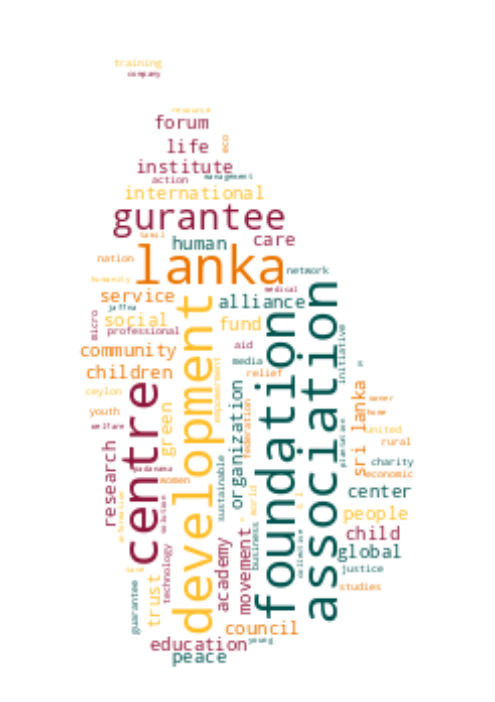 training
company
resource
forum
eco
life
institute
action
management
international
gurantee
tamil
human
care
nation
lanka
network
humanity
medical
service
alliance
jaffna
social
fund
micro
professional
aid
initiative
community
media
children
relief
ceylon
empowerment
development
foundation
association
centre
organization
sri lanka
owner
home
youth
welfare
green
federation
united
plantation
rural
research
sustainable
charity
women
economic
center
world
people
child
global
technology
academy
movement
business
collective
justice
trust
guarantee
studies
council
young
education
peace